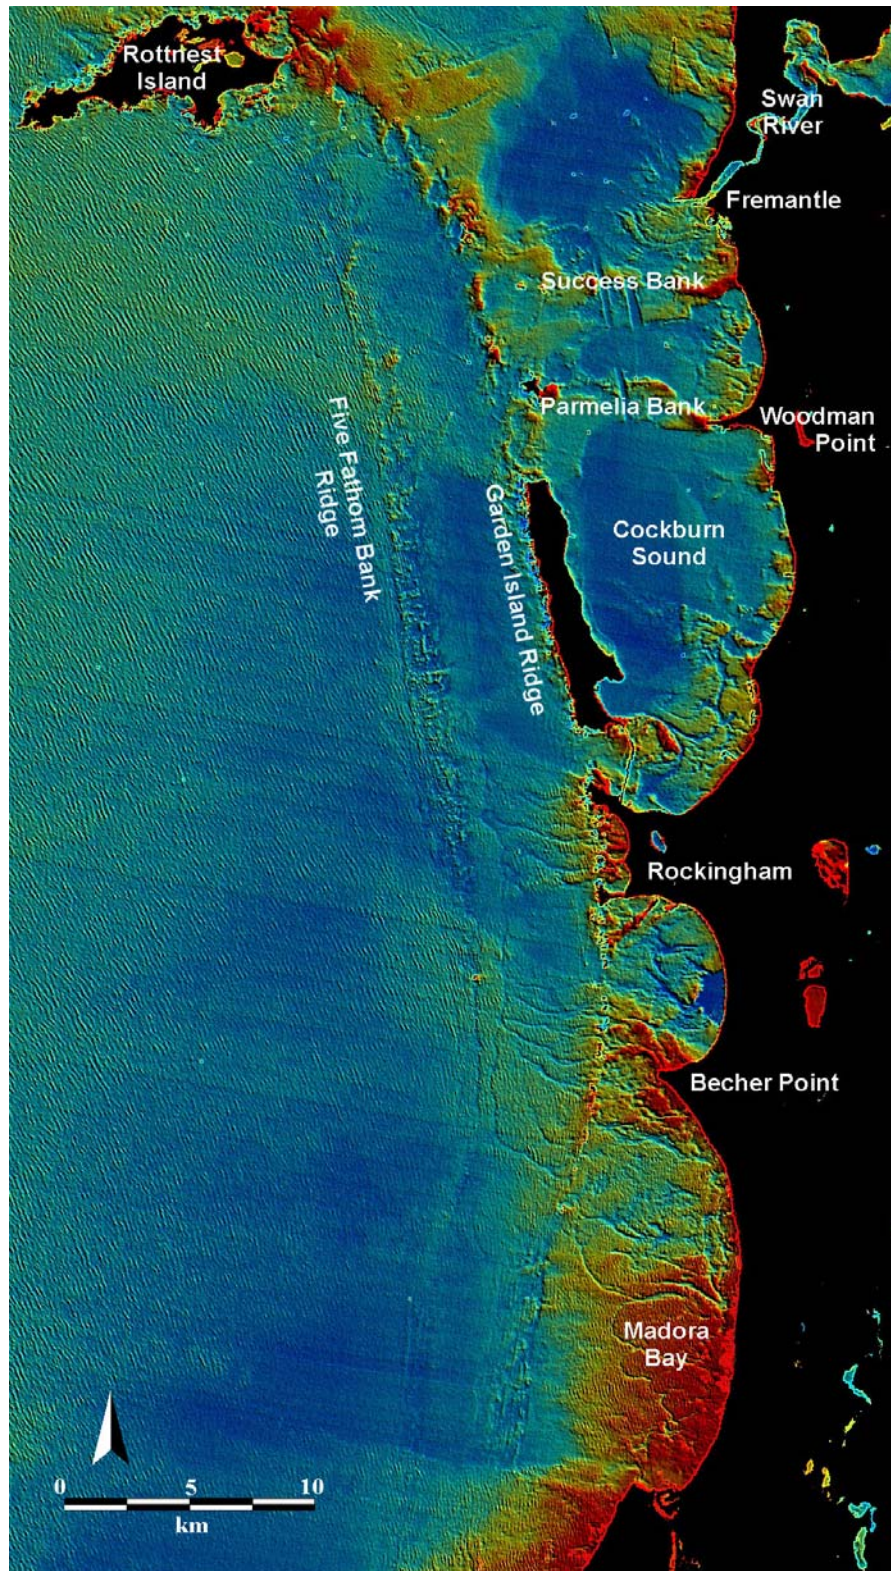 Rottnest
Island
Swan
River
Fremantle
Success Bank
Parmelia Bank
Woodman
Point
Five Fathom Bank
Ridge
Garden Island Ridge
Cockburn
Sound
Rockingham
Becher Point
Madora
Bay
0 5 10
km